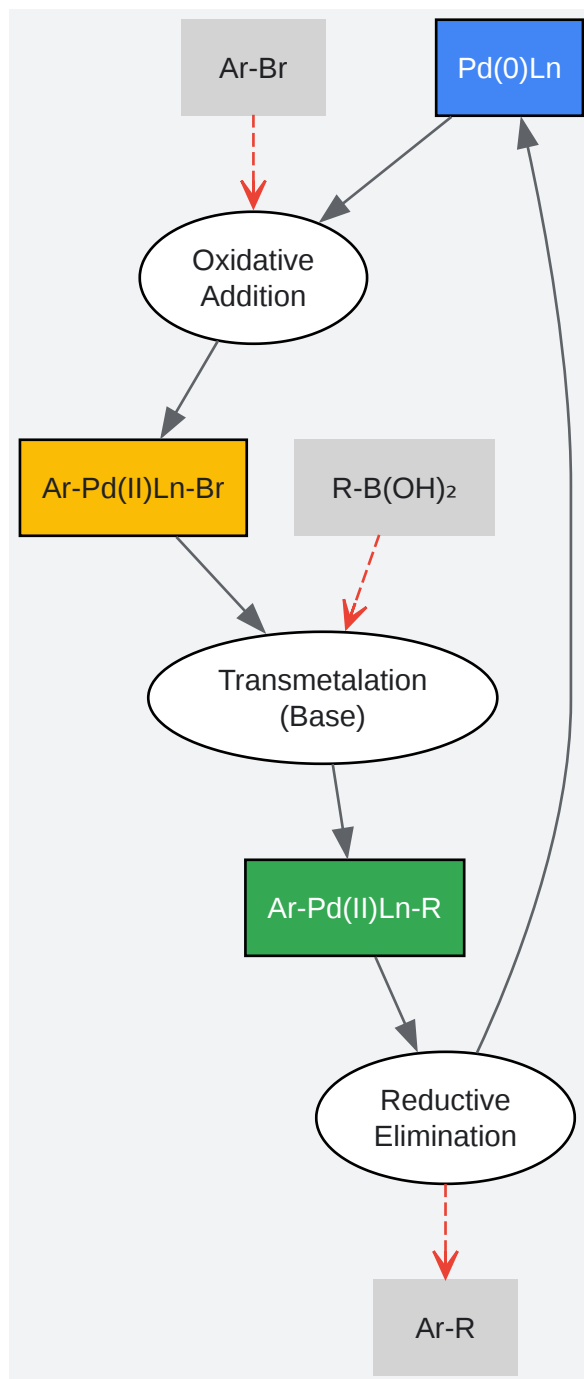 Ar-Br
Pd(0)Ln
Oxidative
Addition
Ar-Pd(II)Ln-Br
R-B(OH)₂
Transmetalation
(Base)
Ar-Pd(II)Ln-R
Reductive
Elimination
Ar-R